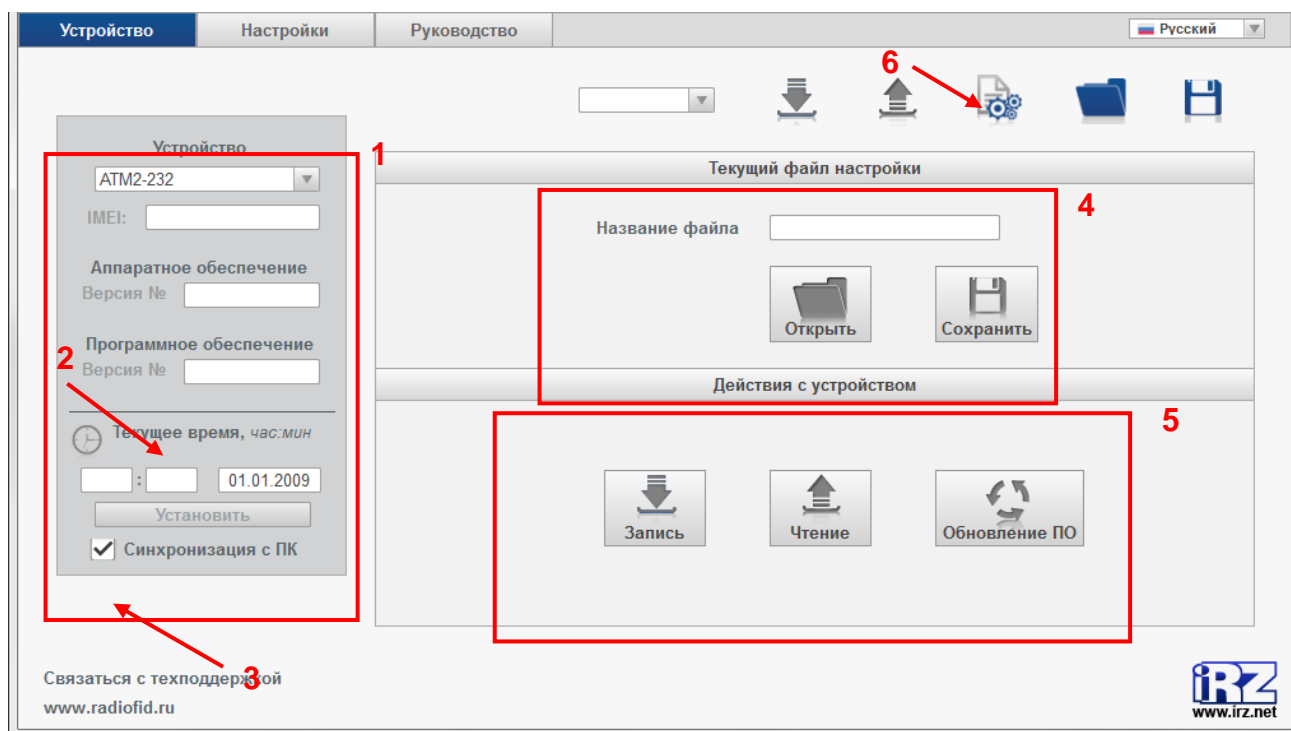 Устройство
Настройки
Руководство
Русский
6
Устройство
1
ATM2-232
IMEI:
Аппаратное обеспечение
Версия №
Программное обеспечение
2
Версия №
Текущее время, час:мин
:
01.01.2009
Установить
Синхронизация с ПК
3
Текущий файл настройки
4
Название файла
Открыть
Сохранить
Действия с устройством
5
Запись
Чтение
Обновление ПО
Связаться с техподдержкой
www.radiofid.ru
iRZ
www.irz.net